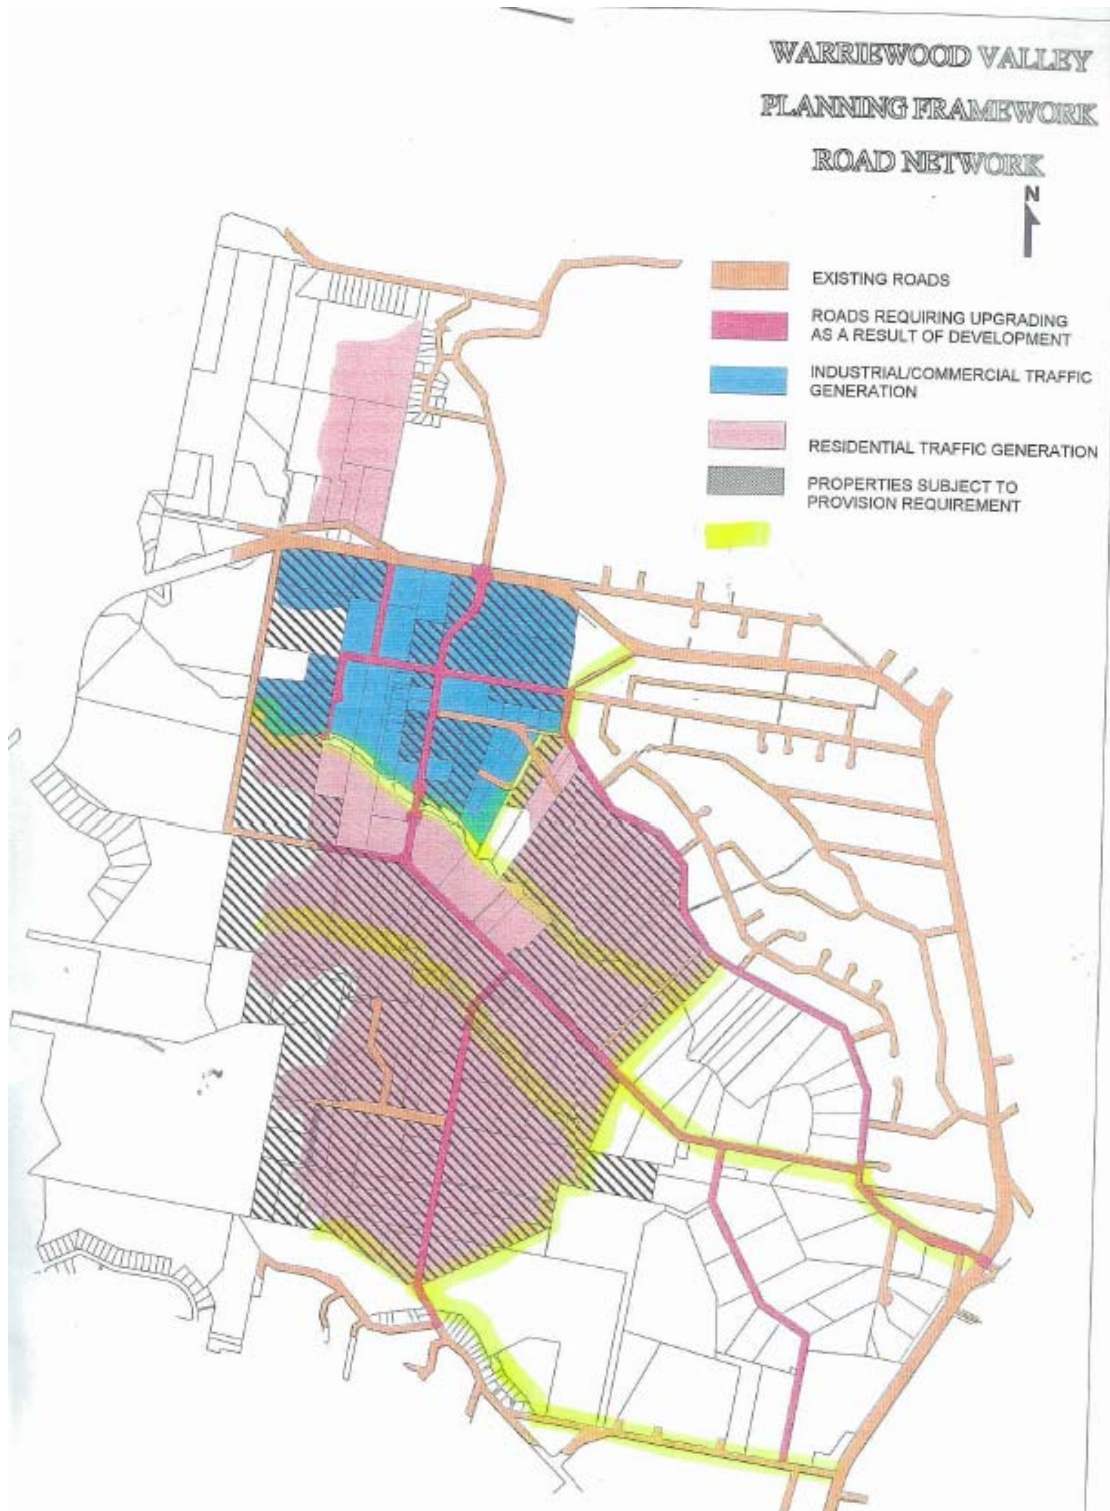 WARRIEWOOD VALLEY
PLANNING FRAMEWORK
ROAD NETWORK
N
EXISTING ROADS
ROADS REQUIRING UPGRADING
AS A RESULT OF DEVELOPMENT
INDUSTRIAL/COMMERCIAL TRAFFIC
GENERATION
RESIDENTIAL TRAFFIC GENERATION
PROPERTIES SUBJECT TO
PROVISION REQUIREMENT